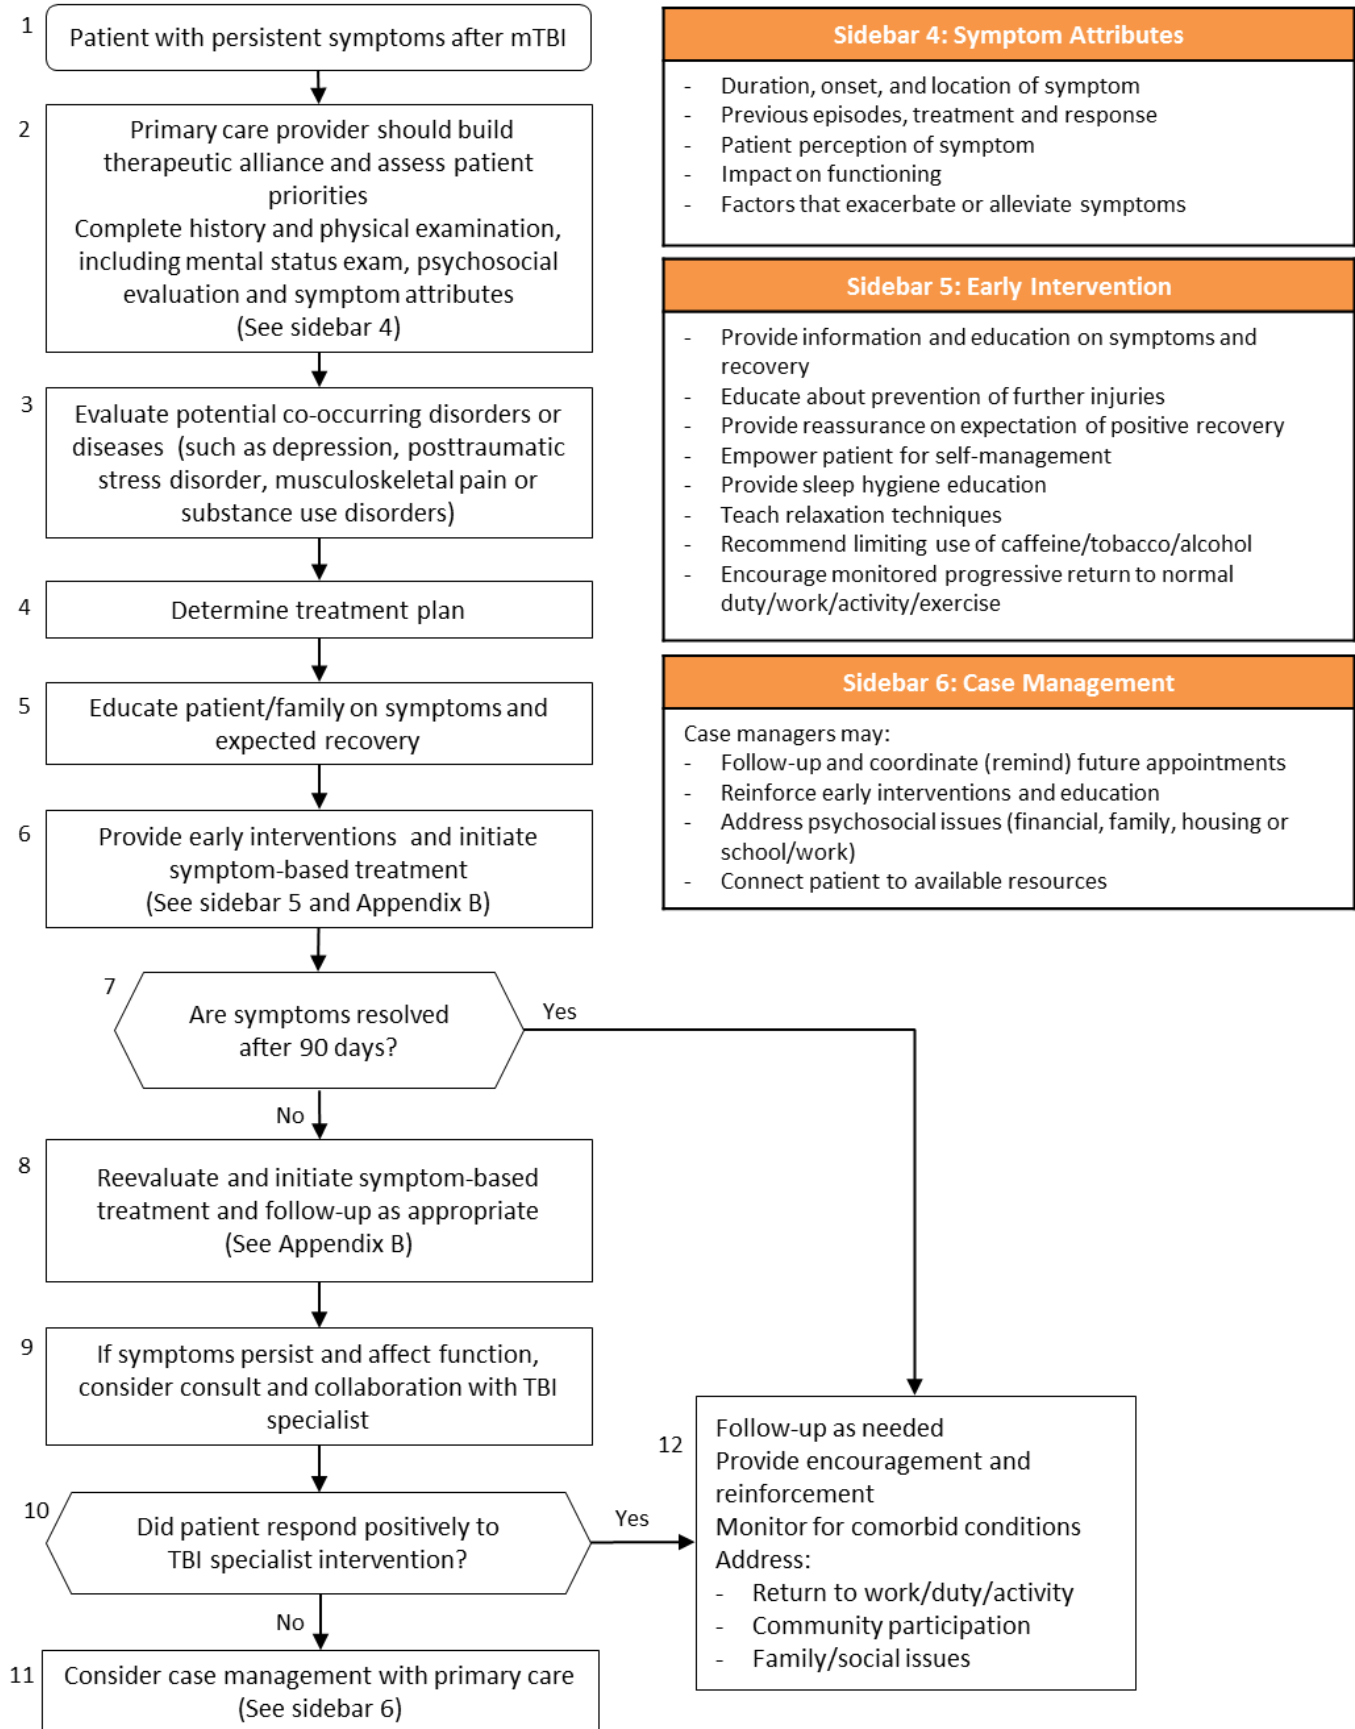 1
Patient with persistent symptoms after mTBI
2
Primary care provider should build
therapeutic alliance and assess patient
priorities
Complete history and physical examination,
including mental status exam, psychosocial
evaluation and symptom attributes
(See sidebar 4)
3
Evaluate potential co-occurring disorders or
diseases (such as depression, posttraumatic
stress disorder, musculoskeletal pain or
substance use disorders)
4
Determine treatment plan
5
Educate patient/family on symptoms and
expected recovery
6
Provide early interventions and initiate
symptom-based treatment
(See sidebar 5 and Appendix B)
7
Are symptoms resolved
after 90 days?
Yes
No
8
Reevaluate and initiate symptom-based
treatment and follow-up as appropriate
(See Appendix B)
9
If symptoms persist and affect function,
consider consult and collaboration with TBI
specialist
10
Did patient respond positively to
TBI specialist intervention?
Yes
No
11
Consider case management with primary care
(See sidebar 6)
12
Follow-up as needed
Provide encouragement and
reinforcement
Monitor for comorbid conditions
Address:
- Return to work/duty/activity
- Community participation
- Family/social issues
Sidebar 4: Symptom Attributes
- Duration, onset, and location of symptom
- Previous episodes, treatment and response
- Patient perception of symptom
- Impact on functioning
- Factors that exacerbate or alleviate symptoms
Sidebar 5: Early Intervention
- Provide information and education on symptoms and
recovery
- Educate about prevention of further injuries
- Provide reassurance on expectation of positive recovery
- Empower patient for self-management
- Provide sleep hygiene education
- Teach relaxation techniques
- Recommend limiting use of caffeine/tobacco/alcohol
- Encourage monitored progressive return to normal
duty/work/activity/exercise
Sidebar 6: Case Management
Case managers may:
- Follow-up and coordinate (remind) future appointments
- Reinforce early interventions and education
- Address psychosocial issues (financial, family, housing or
school/work)
- Connect patient to available resources